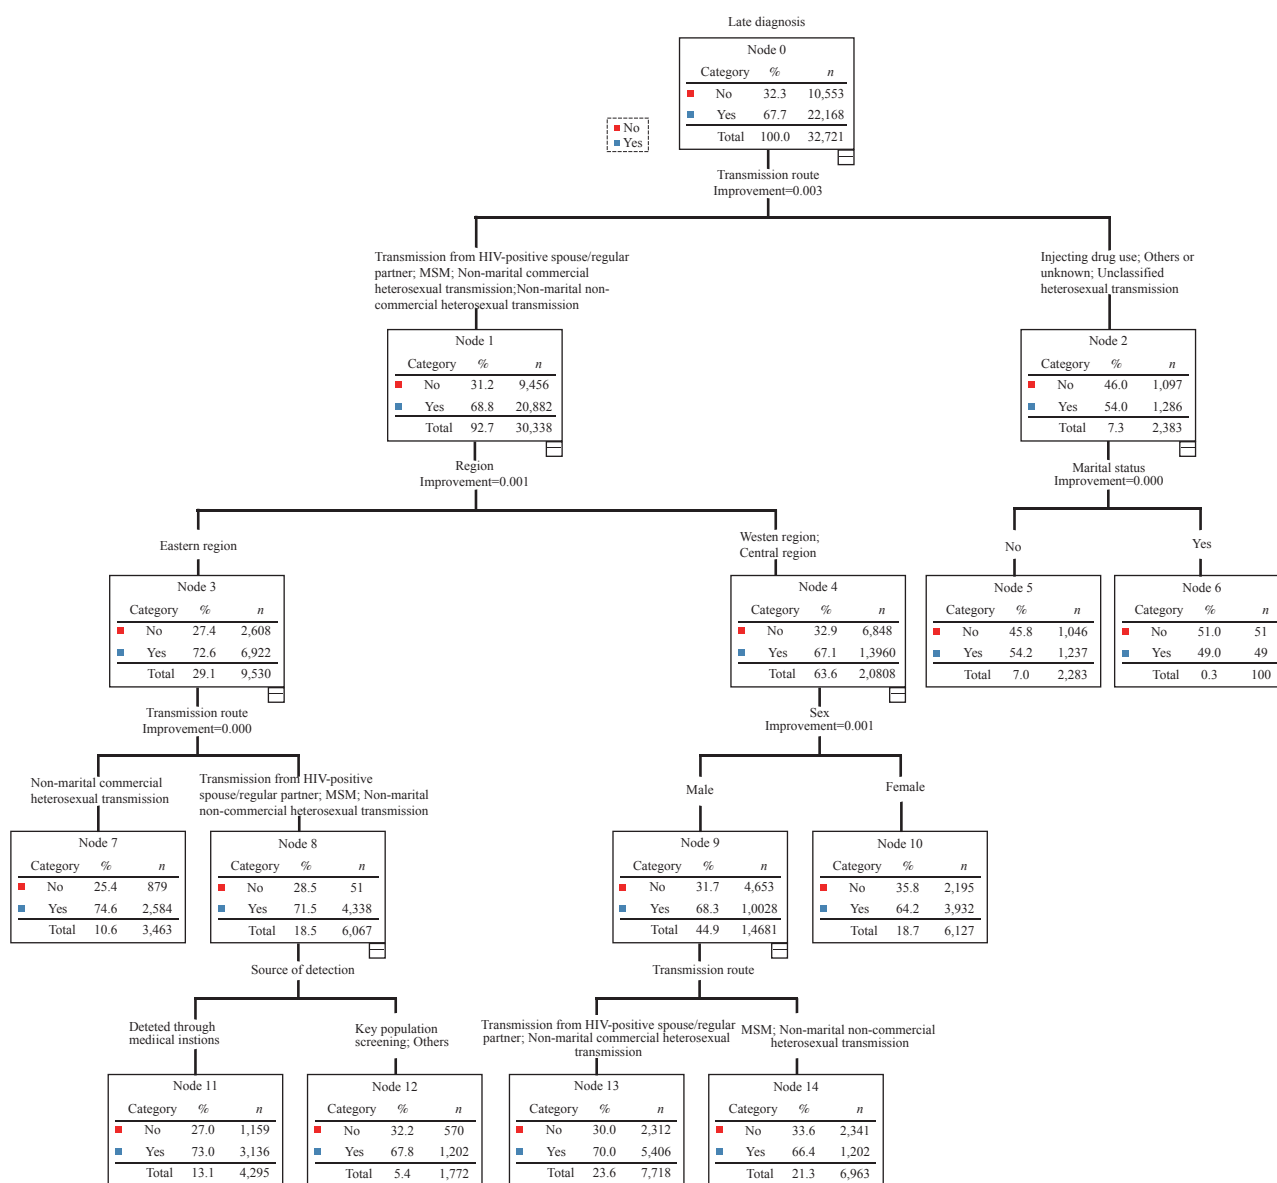 Late diagnosis
Node 0
Category % n
No 32.3 10,553
Yes 67.7 22,168
Total 100.0 32,721
No
Yes
Transmission route
Improvement=0.003
Transmission from HIV-positive spouse/regular
partner; MSM; Non-marital commercial
heterosexual transmission;Non-marital non-
commercial heterosexual transmission
Injecting drug use; Others or
unknown; Unclassified
heterosexual transmission
Node 1
Category % n
No 31.2 9,456
Yes 68.8 20,882
Total 92.7 30,338
Node 2
Category % n
No 46.0 1,097
Yes 54.0 1,286
Total 7.3 2,383
Region
Improvement=0.001
Marital status
Improvement=0.000
Eastern region
Westen region;
Central region
No
Yes
Node 3
Category % n
No 27.4 2,608
Yes 72.6 6,922
Total 29.1 9,530
Node 4
Category % n
No 32.9 6,848
Yes 67.1 1,3960
Total 63.6 2,0808
Node 5
Category % n
No 45.8 1,046
Yes 54.2 1,237
Total 7.0 2,283
Node 6
Category % n
No 51.0 51
Yes 49.0 49
Total 0.3 100
Transmission route
Improvement=0.000
Sex
Improvement=0.001
Non-marital commercial
heterosexual transmission
Transmission from HIV-positive
spouse/regular partner; MSM; Non-marital
non-commercial heterosexual transmission
Male
Female
Node 7
Category % n
No 25.4 879
Yes 74.6 2,584
Total 10.6 3,463
Node 8
Category % n
No 28.5 51
Yes 71.5 4,338
Total 18.5 6,067
Node 9
Category % n
No 31.7 4,653
Yes 68.3 1,0028
Total 44.9 1,4681
Node 10
Category % n
No 35.8 2,195
Yes 64.2 3,932
Total 18.7 6,127
Source of detection
Transmission route
Deteted through
mediical instions
Key population
screening; Others
Transmission from HIV-positive spouse/regular
partner; Non-marital commercial heterosexual
transmission
MSM; Non-marital non-commercial
heterosexual transmission
Node 11
Category % n
No 27.0 1,159
Yes 73.0 3,136
Total 13.1 4,295
Node 12
Category % n
No 32.2 570
Yes 67.8 1,202
Total 5.4 1,772
Node 13
Category % n
No 30.0 2,312
Yes 70.0 5,406
Total 23.6 7,718
Node 14
Category % n
No 33.6 2,341
Yes 66.4 1,202
Total 21.3 6,963